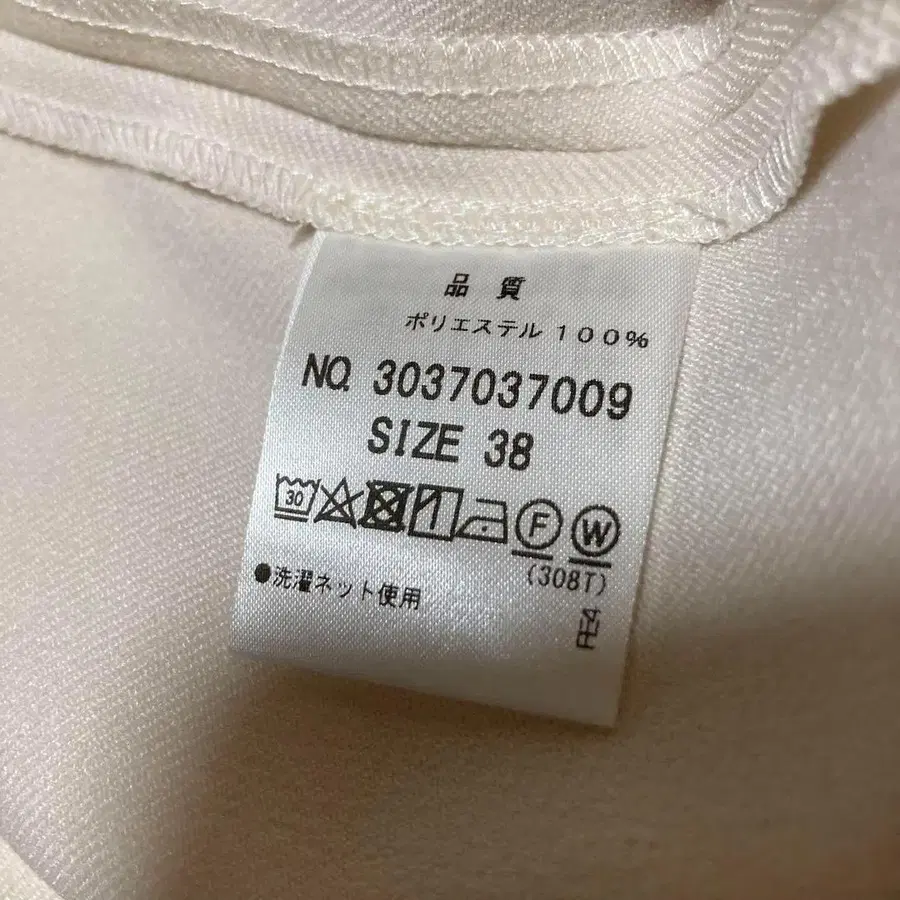 品質
ポリエステル 100%
NO. 3037037009
SIZE 38
30 F W
(308T)
●洗濯ネット使用